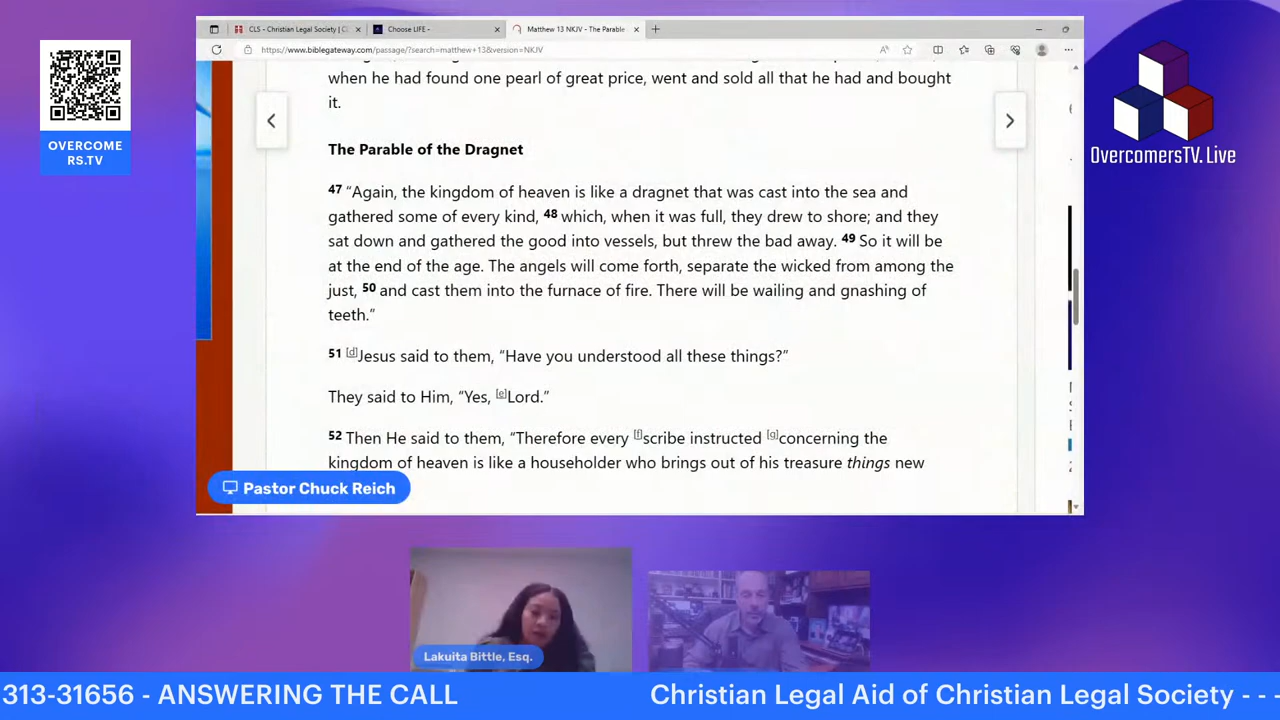 CLS - Christian Legal Society | C
Choose LIFE -
Matthew 13 NKJV - The Parable
https://www.biblegateway.com/passage/?search=matthew+13&version=NKJV
OVERCOME
RS.TV
OvercomersTV.Live
when he had found one pearl of great price, went and sold all that he had and bought
it.
The Parable of the Dragnet
47 “Again, the kingdom of heaven is like a dragnet that was cast into the sea and
gathered some of every kind, 48 which, when it was full, they drew to shore; and they
sat down and gathered the good into vessels, but threw the bad away. 49 So it will be
at the end of the age. The angels will come forth, separate the wicked from among the
just, 50 and cast them into the furnace of fire. There will be wailing and gnashing of
teeth.”
51 [d]Jesus said to them, “Have you understood all these things?”
They said to Him, “Yes, [e]Lord.”
52 Then He said to them, “Therefore every [f]scribe instructed [g]concerning the
kingdom of heaven is like a householder who brings out of his treasure things new
Pastor Chuck Reich
Lakuita Bittle, Esq.
313-31656 - ANSWERING THE CALL
Christian Legal Aid of Christian Legal Society - - -